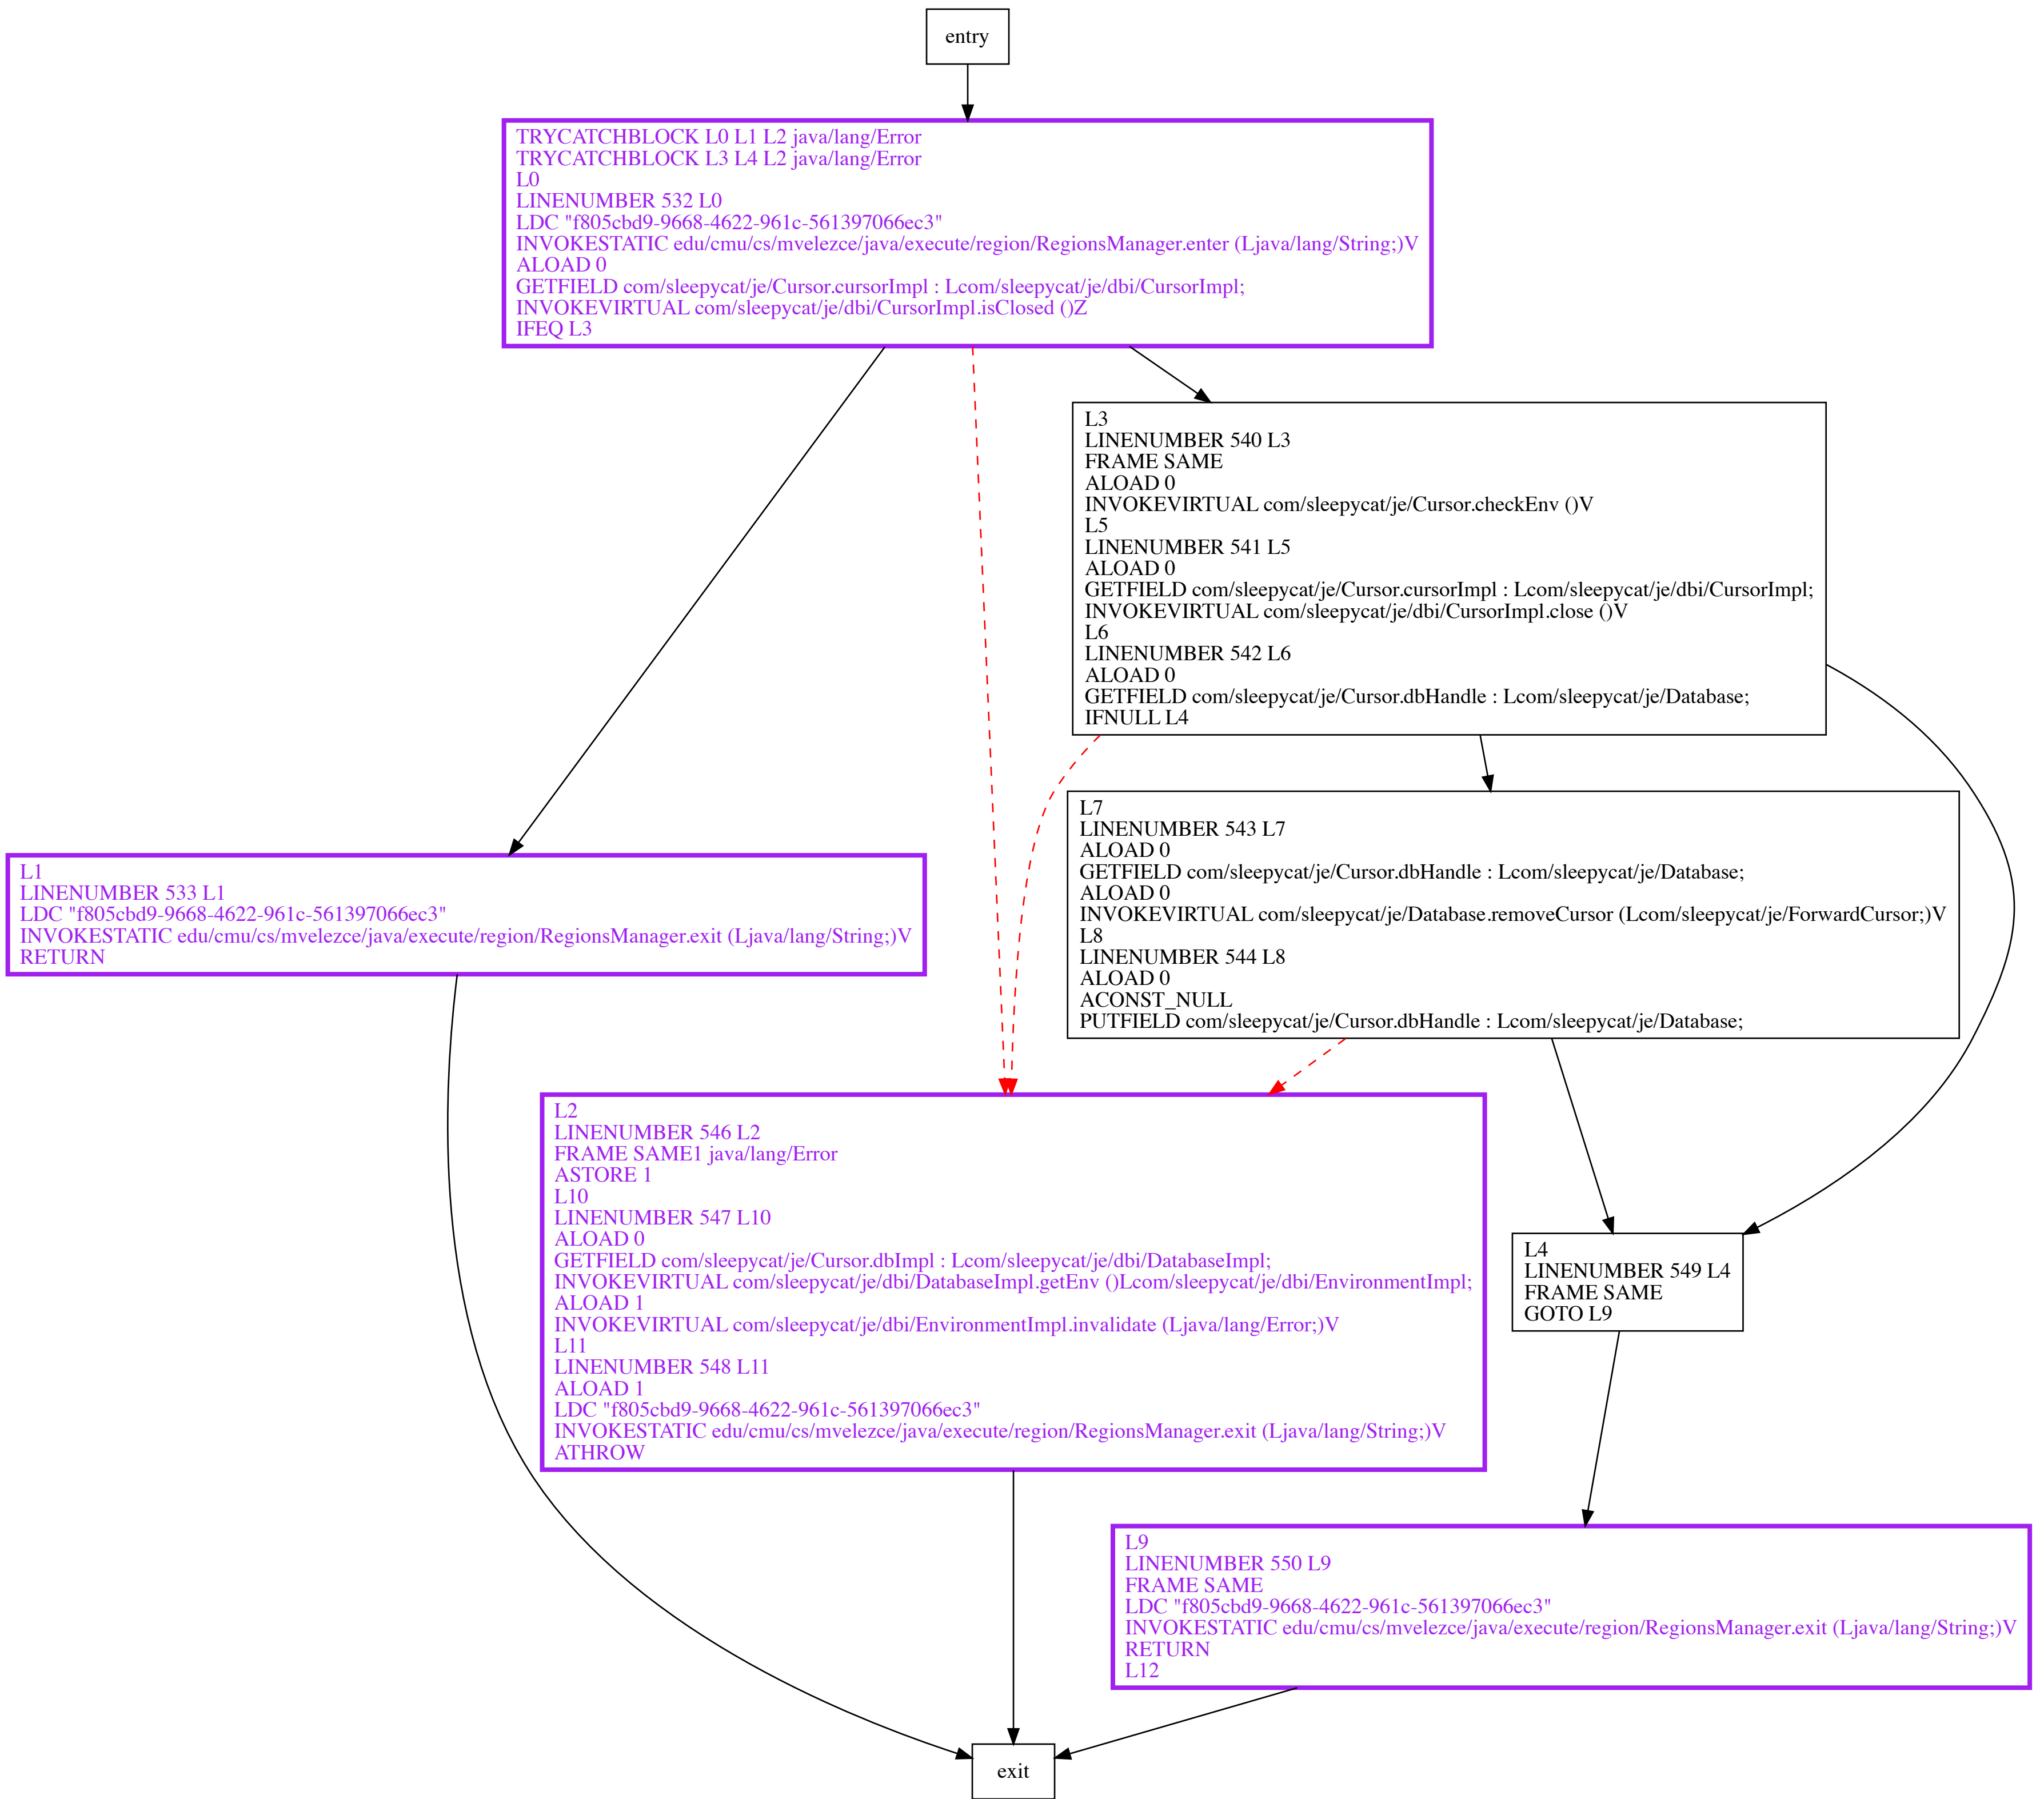 entry
TRYCATCHBLOCK L0 L1 L2 java/lang/Error
TRYCATCHBLOCK L3 L4 L2 java/lang/Error
L0
LINENUMBER 532 L0
LDC "f805cbd9-9668-4622-961c-561397066ec3"
INVOKESTATIC edu/cmu/cs/mvelezce/java/execute/region/RegionsManager.enter (Ljava/lang/String;)V
ALOAD 0
GETFIELD com/sleepycat/je/Cursor.cursorImpl : Lcom/sleepycat/je/dbi/CursorImpl;
INVOKEVIRTUAL com/sleepycat/je/dbi/CursorImpl.isClosed ()Z
IFEQ L3
L3
LINENUMBER 540 L3
FRAME SAME
ALOAD 0
INVOKEVIRTUAL com/sleepycat/je/Cursor.checkEnv ()V
L5
LINENUMBER 541 L5
ALOAD 0
GETFIELD com/sleepycat/je/Cursor.cursorImpl : Lcom/sleepycat/je/dbi/CursorImpl;
INVOKEVIRTUAL com/sleepycat/je/dbi/CursorImpl.close ()V
L6
LINENUMBER 542 L6
ALOAD 0
GETFIELD com/sleepycat/je/Cursor.dbHandle : Lcom/sleepycat/je/Database;
IFNULL L4
L7
LINENUMBER 543 L7
ALOAD 0
GETFIELD com/sleepycat/je/Cursor.dbHandle : Lcom/sleepycat/je/Database;
ALOAD 0
INVOKEVIRTUAL com/sleepycat/je/Database.removeCursor (Lcom/sleepycat/je/ForwardCursor;)V
L8
LINENUMBER 544 L8
ALOAD 0
ACONST_NULL
PUTFIELD com/sleepycat/je/Cursor.dbHandle : Lcom/sleepycat/je/Database;
L1
LINENUMBER 533 L1
LDC "f805cbd9-9668-4622-961c-561397066ec3"
INVOKESTATIC edu/cmu/cs/mvelezce/java/execute/region/RegionsManager.exit (Ljava/lang/String;)V
RETURN
L2
LINENUMBER 546 L2
FRAME SAME1 java/lang/Error
ASTORE 1
L10
LINENUMBER 547 L10
ALOAD 0
GETFIELD com/sleepycat/je/Cursor.dbImpl : Lcom/sleepycat/je/dbi/DatabaseImpl;
INVOKEVIRTUAL com/sleepycat/je/dbi/DatabaseImpl.getEnv ()Lcom/sleepycat/je/dbi/EnvironmentImpl;
ALOAD 1
INVOKEVIRTUAL com/sleepycat/je/dbi/EnvironmentImpl.invalidate (Ljava/lang/Error;)V
L11
LINENUMBER 548 L11
ALOAD 1
LDC "f805cbd9-9668-4622-961c-561397066ec3"
INVOKESTATIC edu/cmu/cs/mvelezce/java/execute/region/RegionsManager.exit (Ljava/lang/String;)V
ATHROW
L4
LINENUMBER 549 L4
FRAME SAME
GOTO L9
L9
LINENUMBER 550 L9
FRAME SAME
LDC "f805cbd9-9668-4622-961c-561397066ec3"
INVOKESTATIC edu/cmu/cs/mvelezce/java/execute/region/RegionsManager.exit (Ljava/lang/String;)V
RETURN
L12
exit